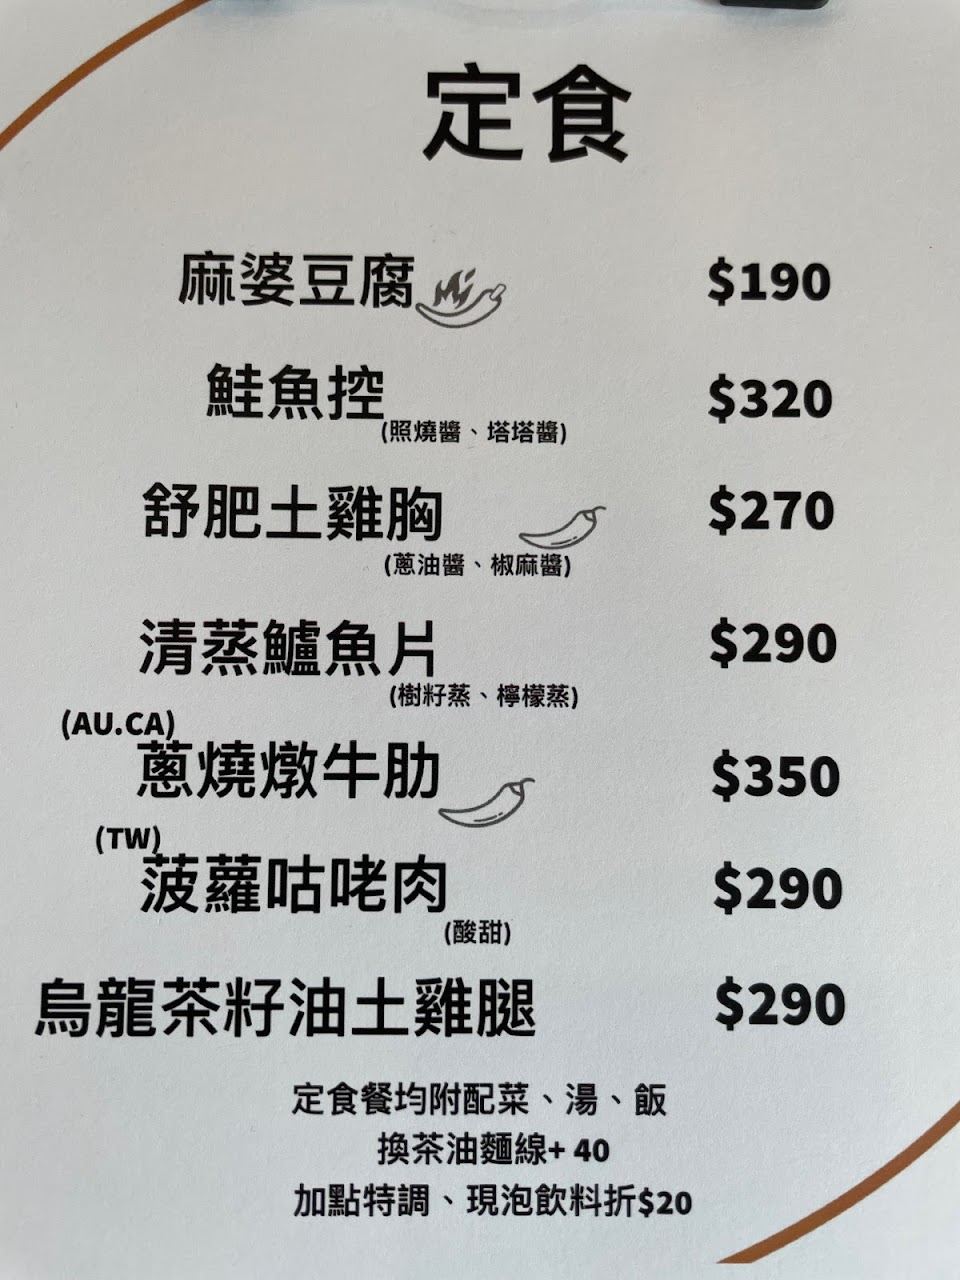 定食
麻婆豆腐 $190
鮭魚控 $320
(照燒醬、塔塔醬)
舒肥土雞胸 $270
(蔥油醬、椒麻醬)
清蒸鱸魚片 $290
(樹籽蒸、檸檬蒸)
(AU.CA)
蔥燒燉牛肋 $350
(TW)
菠蘿咕咾肉 $290
(酸甜)
烏龍茶籽油土雞腿 $290
定食餐均附配菜、湯、飯
換茶油麵線+ 40
加點特調、現泡飲料折$20